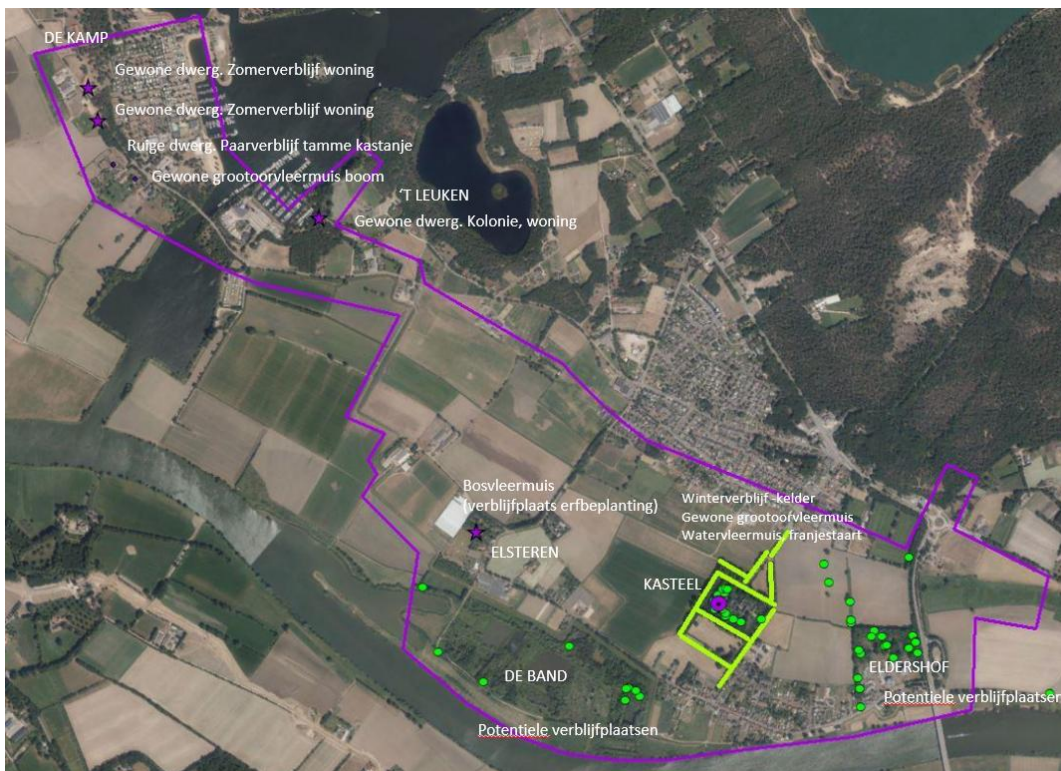 DE KAMP
Gewone dwerg. Zomerverblijf woning
Gewone dwerg. Zomerverblijf woning
Ruige dwerg. Paarverblijf tamme kastanje
Gewone grootoorvleermuis boom
‘T LEUKEN
Gewone dwerg. Kolonie, woning
Bosvleermuis
(verblijfplaats erfbeplanting)
ELSTEREN
Winterverblijf -kelder
Gewone grootoorvleermuis
Watervleermuis, franjestaart
KASTEEL
DE BAND
ELDERSHOF
Potentiele verblijfplaatsen
Potentiele verblijfplaatsen